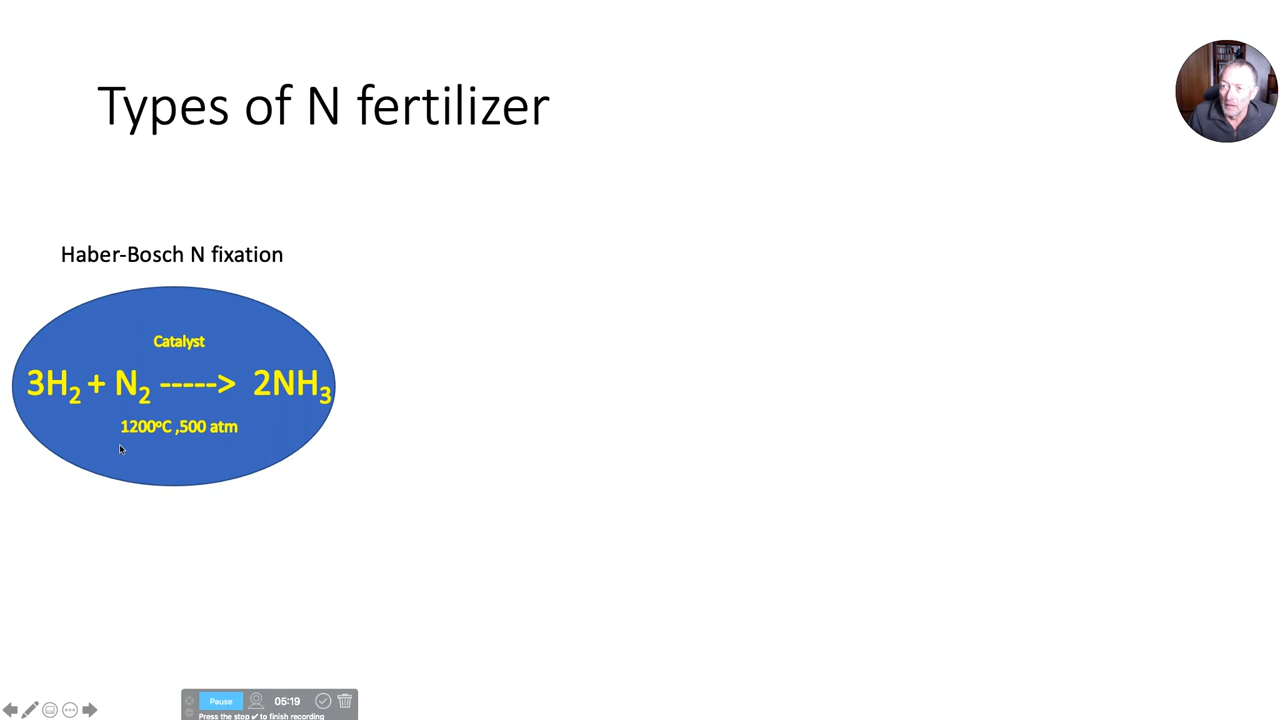 Types of N fertilizer
Haber-Bosch N fixation
Catalyst
3H₂ + N₂ -----> 2NH₃
1200ºC ,500 atm
Pause
05:19
Press the stop ✔ to finish recording